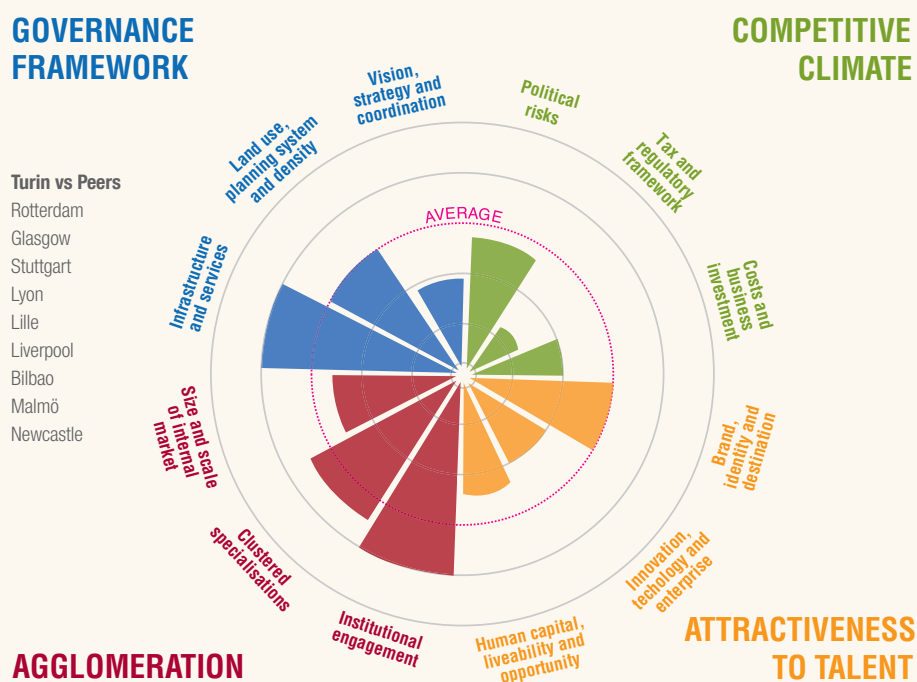 GOVERNANCE
FRAMEWORK
COMPETITIVE
CLIMATE
Vision,
strategy and
coordination
Political
risks
Land use,
planning system
and density
Tax and
regulatory
framework
Turin vs Peers
Rotterdam
Glasgow
Stuttgart
Lyon
Lille
Liverpool
Bilbao
Malmö
Newcastle
AVERAGE
Infrastructure
and services
Costs and
business
investment
Size and scale
of internal
market
Brand,
identity and
destination
Clustered
specialisations
Innovation,
techology and
enterprise
Institutional
engagement
Human capital,
liveability and
opportunity
AGGLOMERATION
ATTRACTIVENESS
TO TALENT